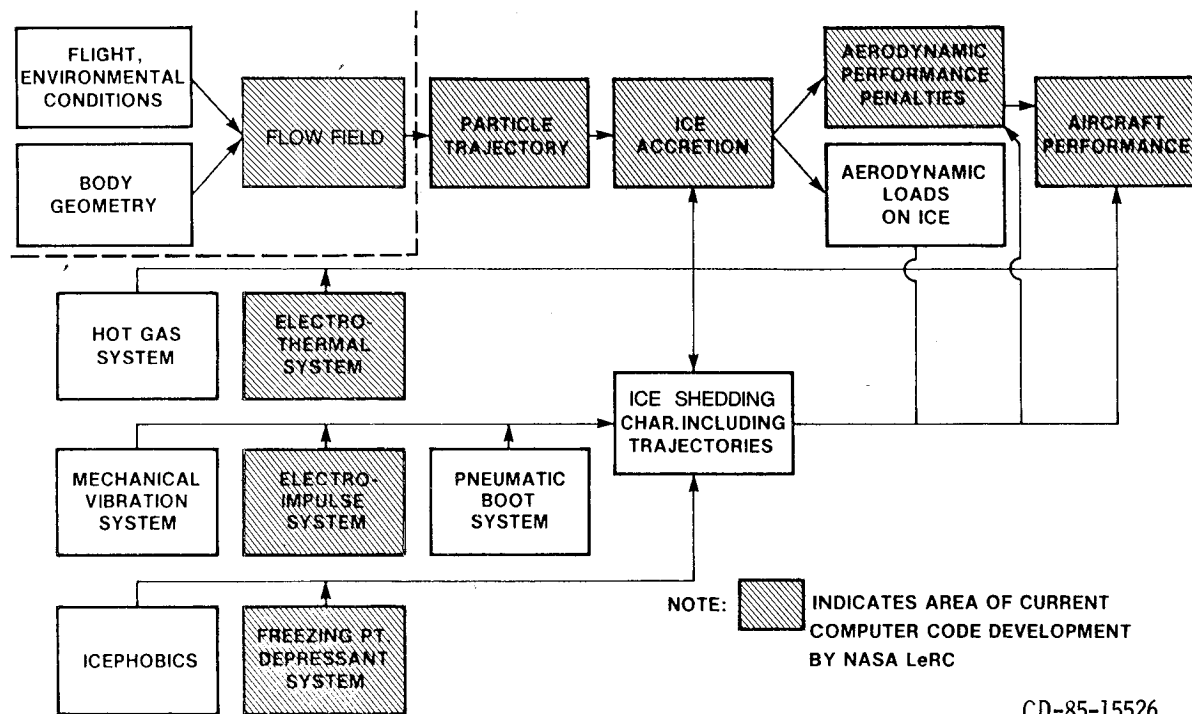 FLIGHT,
ENVIRONMENTAL
CONDITIONS
BODY
GEOMETRY
FLOW FIELD
PARTICLE
TRAJECTORY
ICE
ACCRETION
AERODYNAMIC
PERFORMANCE
PENALTIES
AERODYNAMIC
LOADS
ON ICE
AIRCRAFT
PERFORMANCE
HOT GAS
SYSTEM
ELECTRO-
THERMAL
SYSTEM
ICE SHEDDING
CHAR. INCLUDING
TRAJECTORIES
MECHANICAL
VIBRATION
SYSTEM
ELECTRO-
IMPULSE
SYSTEM
PNEUMATIC
BOOT
SYSTEM
ICEPHOBICS
FREEZING PT.
DEPRESSANT
SYSTEM
NOTE: INDICATES AREA OF CURRENT
COMPUTER CODE DEVELOPMENT
BY NASA LeRC
CD-85-15526